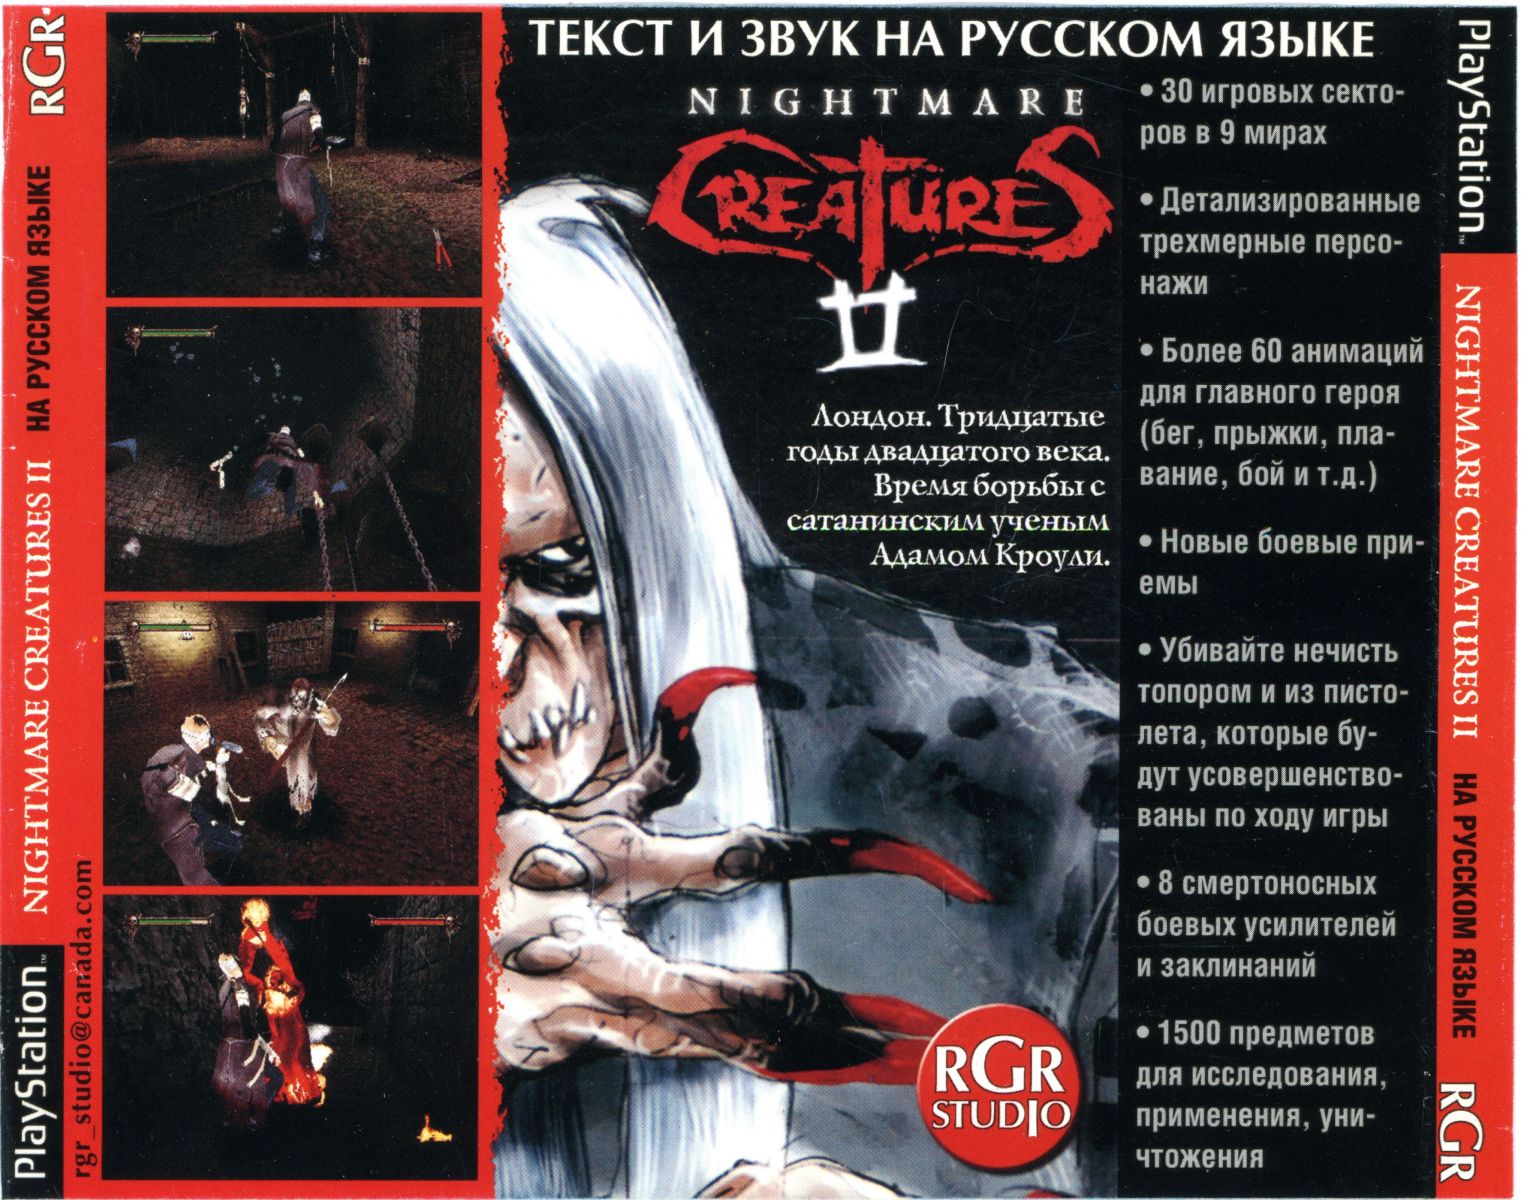 ТЕКСТ И ЗВУК НА РУССКОМ ЯЗЫКЕ
NIGHTMARE
CREATURES
II
Лондон. Тридцатые
годы двадцатого века.
Время борьбы с
сатанинским ученым
Адамом Кроули.
• 30 игровых секто-
ров в 9 мирах
• Детализированные
трехмерные персо-
нажи
• Более 60 анимаций
для главного героя
(бег, прыжки, пла-
вание, бой и т.д.)
• Новые боевые при-
емы
• Убивайте нечисть
топором и из писто-
лета, которые бу-
дут усовершенство-
ваны по ходу игры
• 8 смертоносных
боевых усилителей
и заклинаний
• 1500 предметов
для исследования,
применения, уни-
чтожения
RGR
STUDIO
PlayStation™ NIGHTMARE CREATURES II НА РУССКОМ ЯЗЫКЕ RGR
rgr_studio@canada.com
PlayStation™ NIGHTMARE CREATURES II НА РУССКОМ ЯЗЫКЕ RGR